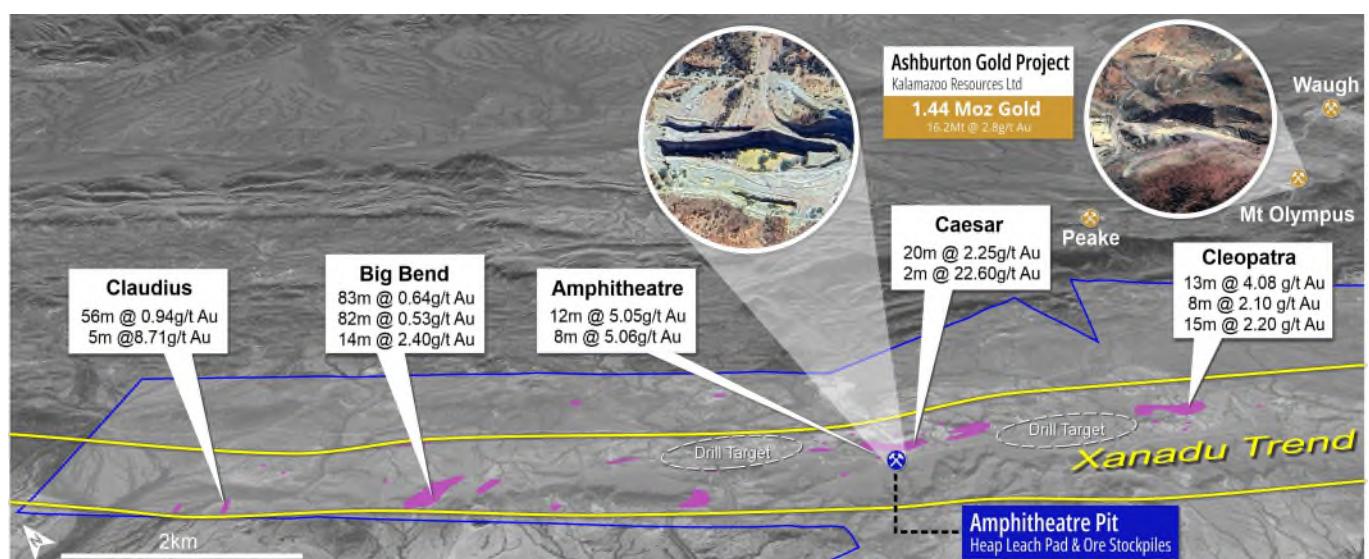 Ashburton Gold Project
Kalamazoo Resources Ltd
1.44 Moz Gold
16.2Mt @ 2.8g/t Au
Waugh
Mt Olympus
Peake
Claudius
56m @ 0.94g/t Au
5m @8.71g/t Au
Big Bend
83m @ 0.64g/t Au
82m @ 0.53g/t Au
14m @ 2.40g/t Au
Amphitheatre
12m @ 5.05g/t Au
8m @ 5.06g/t Au
Caesar
20m @ 2.25g/t Au
2m @ 22.60g/t Au
Cleopatra
13m @ 4.08 g/t Au
8m @ 2.10 g/t Au
15m @ 2.20 g/t Au
Drill Target
Drill Target
Xanadu Trend
N
2km
Amphitheatre Pit
Heap Leach Pad & Ore Stockpiles